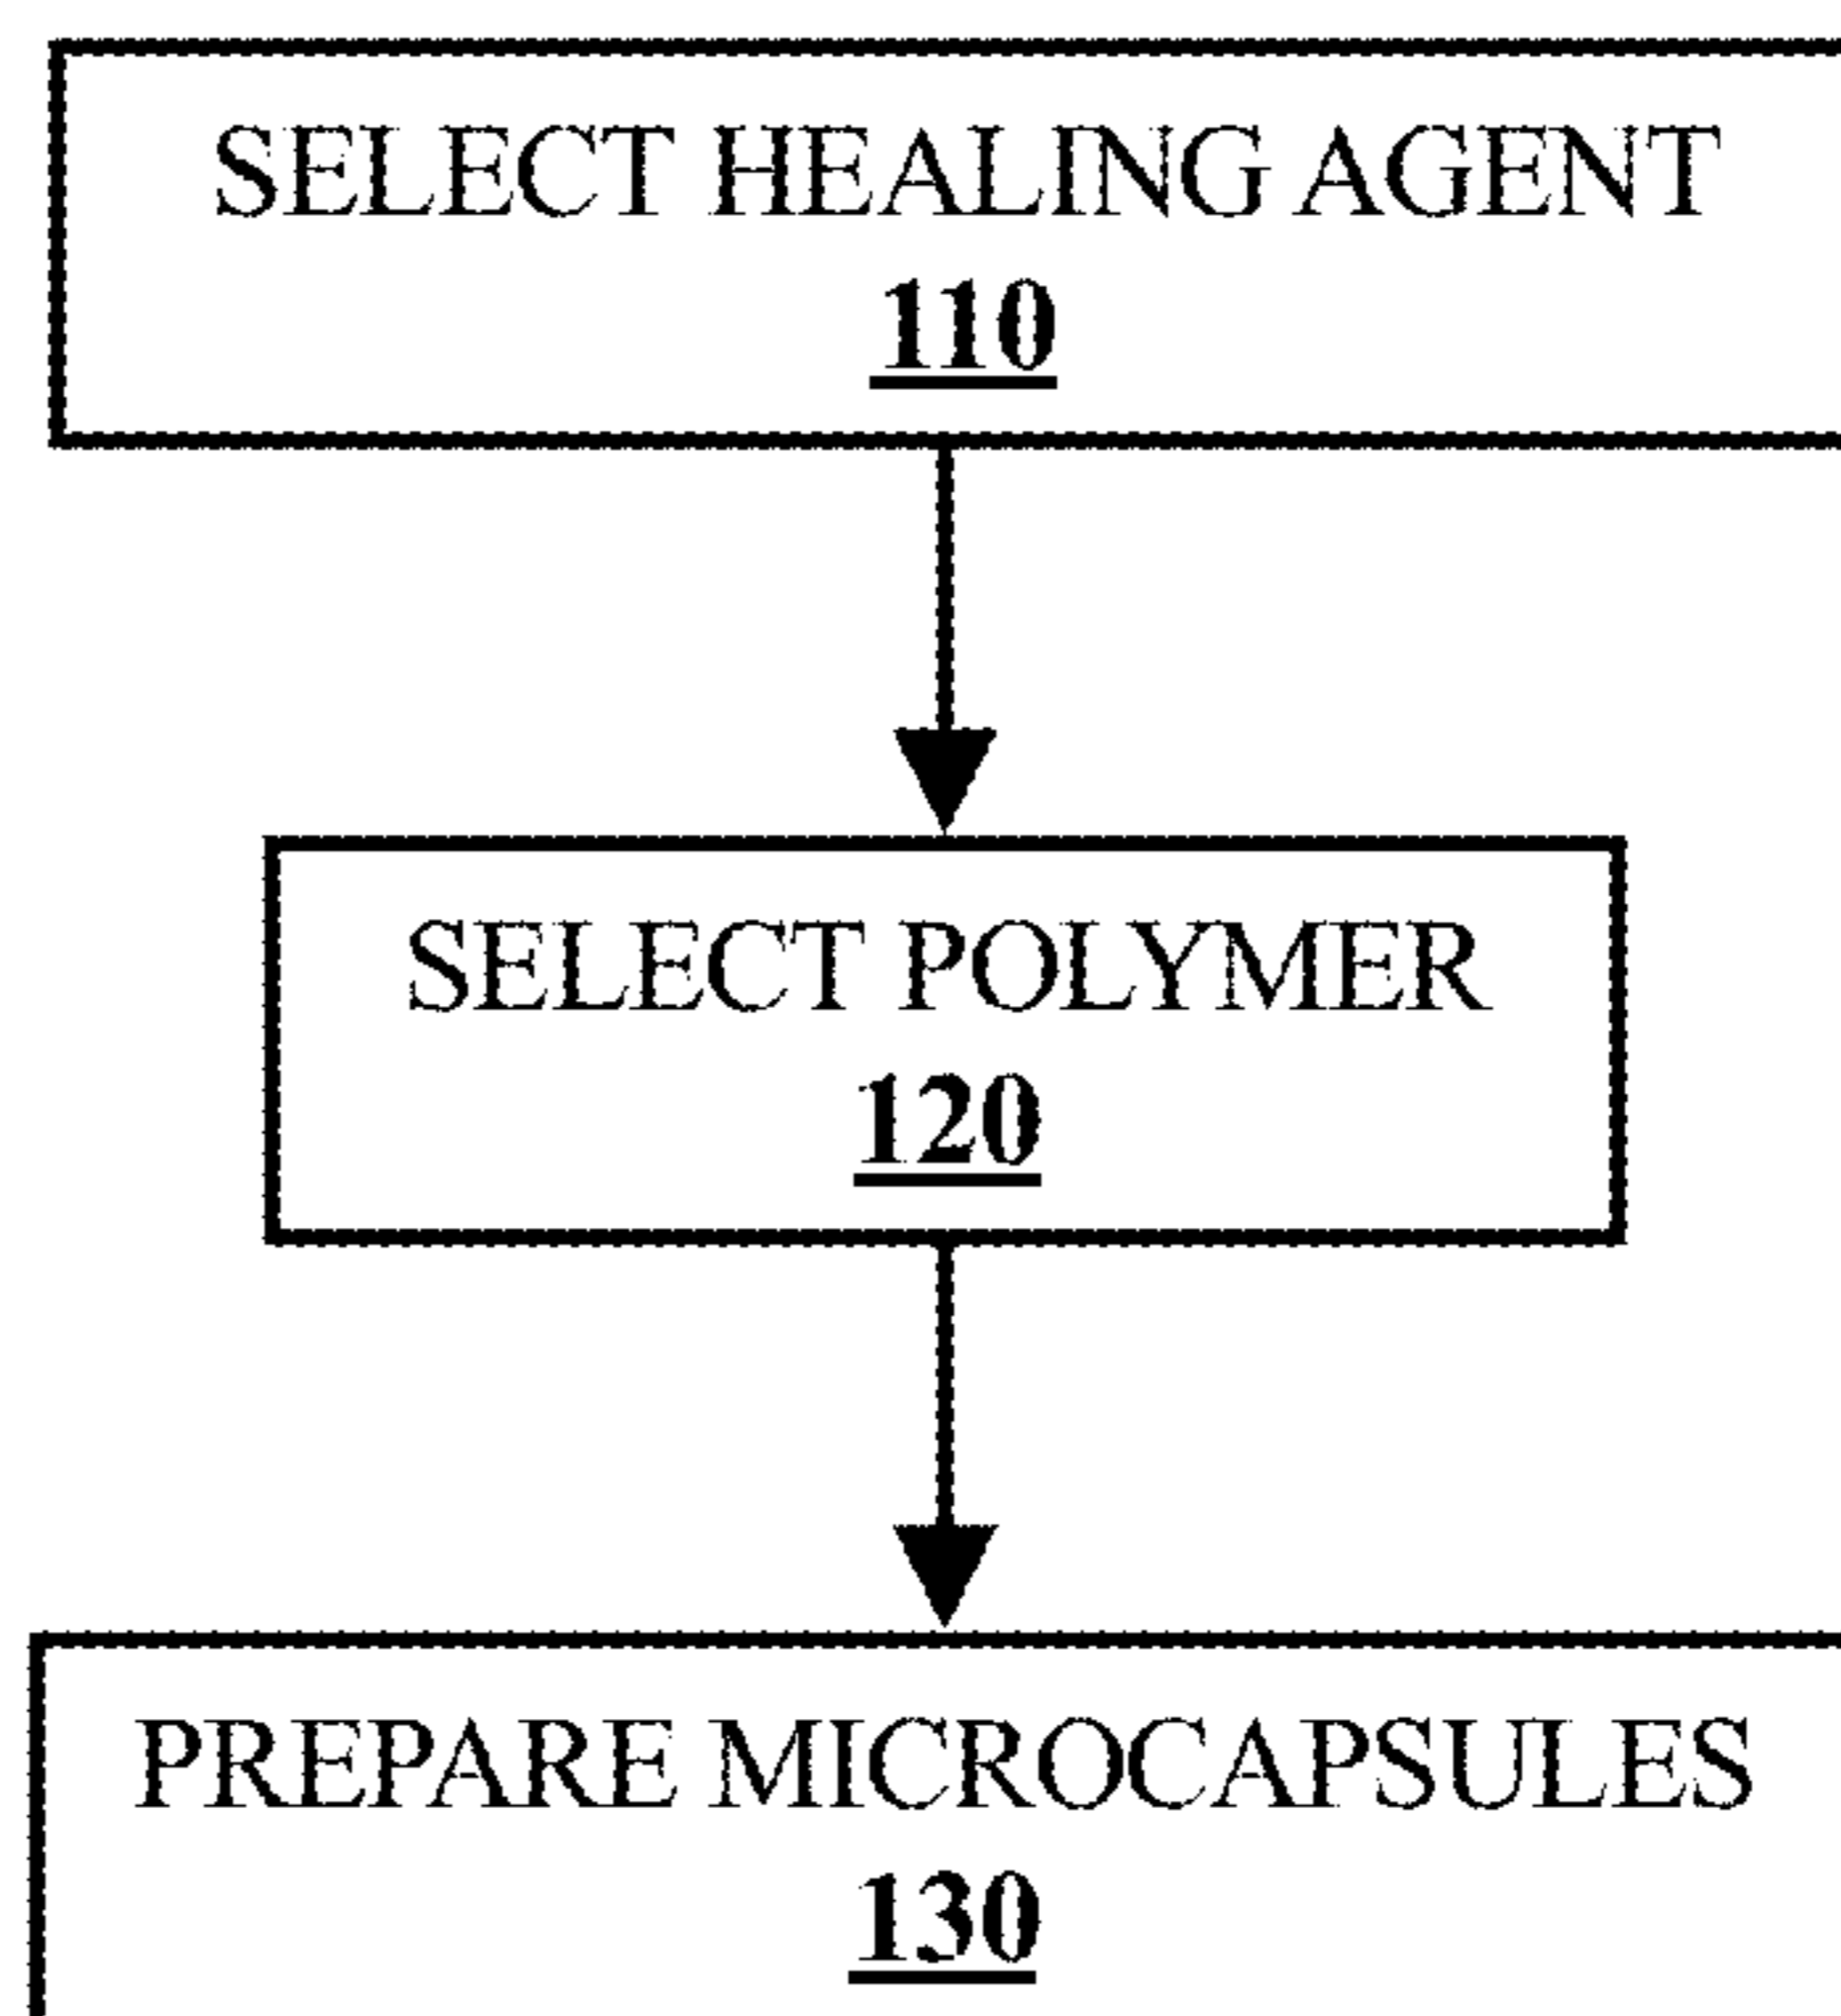 SELECT HEALING AGENT
110
SELECT POLYMER
120
PREPARE MICROCAPSULES
130